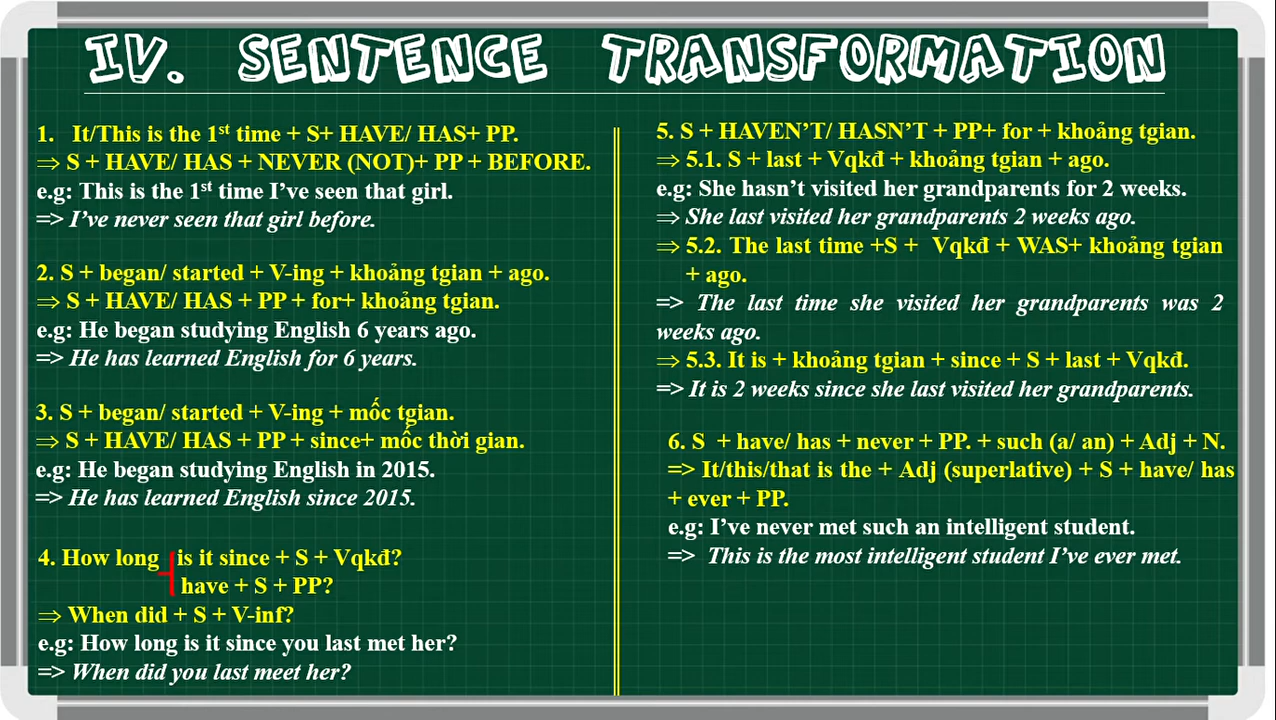 IV. SENTENCE TRANSFORMATION
1. It/This is the 1st time + S+ HAVE/ HAS+ PP.
⇒ S + HAVE/ HAS + NEVER (NOT)+ PP + BEFORE.
e.g: This is the 1st time I’ve seen that girl.
=> I’ve never seen that girl before.
2. S + began/ started + V-ing + khoảng tgian + ago.
⇒ S + HAVE/ HAS + PP + for+ khoảng tgian.
e.g: He began studying English 6 years ago.
=> He has learned English for 6 years.
3. S + began/ started + V-ing + mốc tgian.
⇒ S + HAVE/ HAS + PP + since+ mốc thời gian.
e.g: He began studying English in 2015.
=> He has learned English since 2015.
4. How long is it since + S + Vqkđ?
have + S + PP?
⇒ When did + S + V-inf?
e.g: How long is it since you last met her?
=> When did you last meet her?
5. S + HAVEN’T/ HASN’T + PP+ for + khoảng tgian.
⇒ 5.1. S + last + Vqkđ + khoảng tgian + ago.
e.g: She hasn’t visited her grandparents for 2 weeks.
⇒ She last visited her grandparents 2 weeks ago.
⇒ 5.2. The last time +S + Vqkđ + WAS+ khoảng tgian
+ ago.
=> The last time she visited her grandparents was 2
weeks ago.
⇒ 5.3. It is + khoảng tgian + since + S + last + Vqkđ.
=> It is 2 weeks since she last visited her grandparents.
6. S + have/ has + never + PP. + such (a/ an) + Adj + N.
=> It/this/that is the + Adj (superlative) + S + have/ has
+ ever + PP.
e.g: I’ve never met such an intelligent student.
=> This is the most intelligent student I’ve ever met.